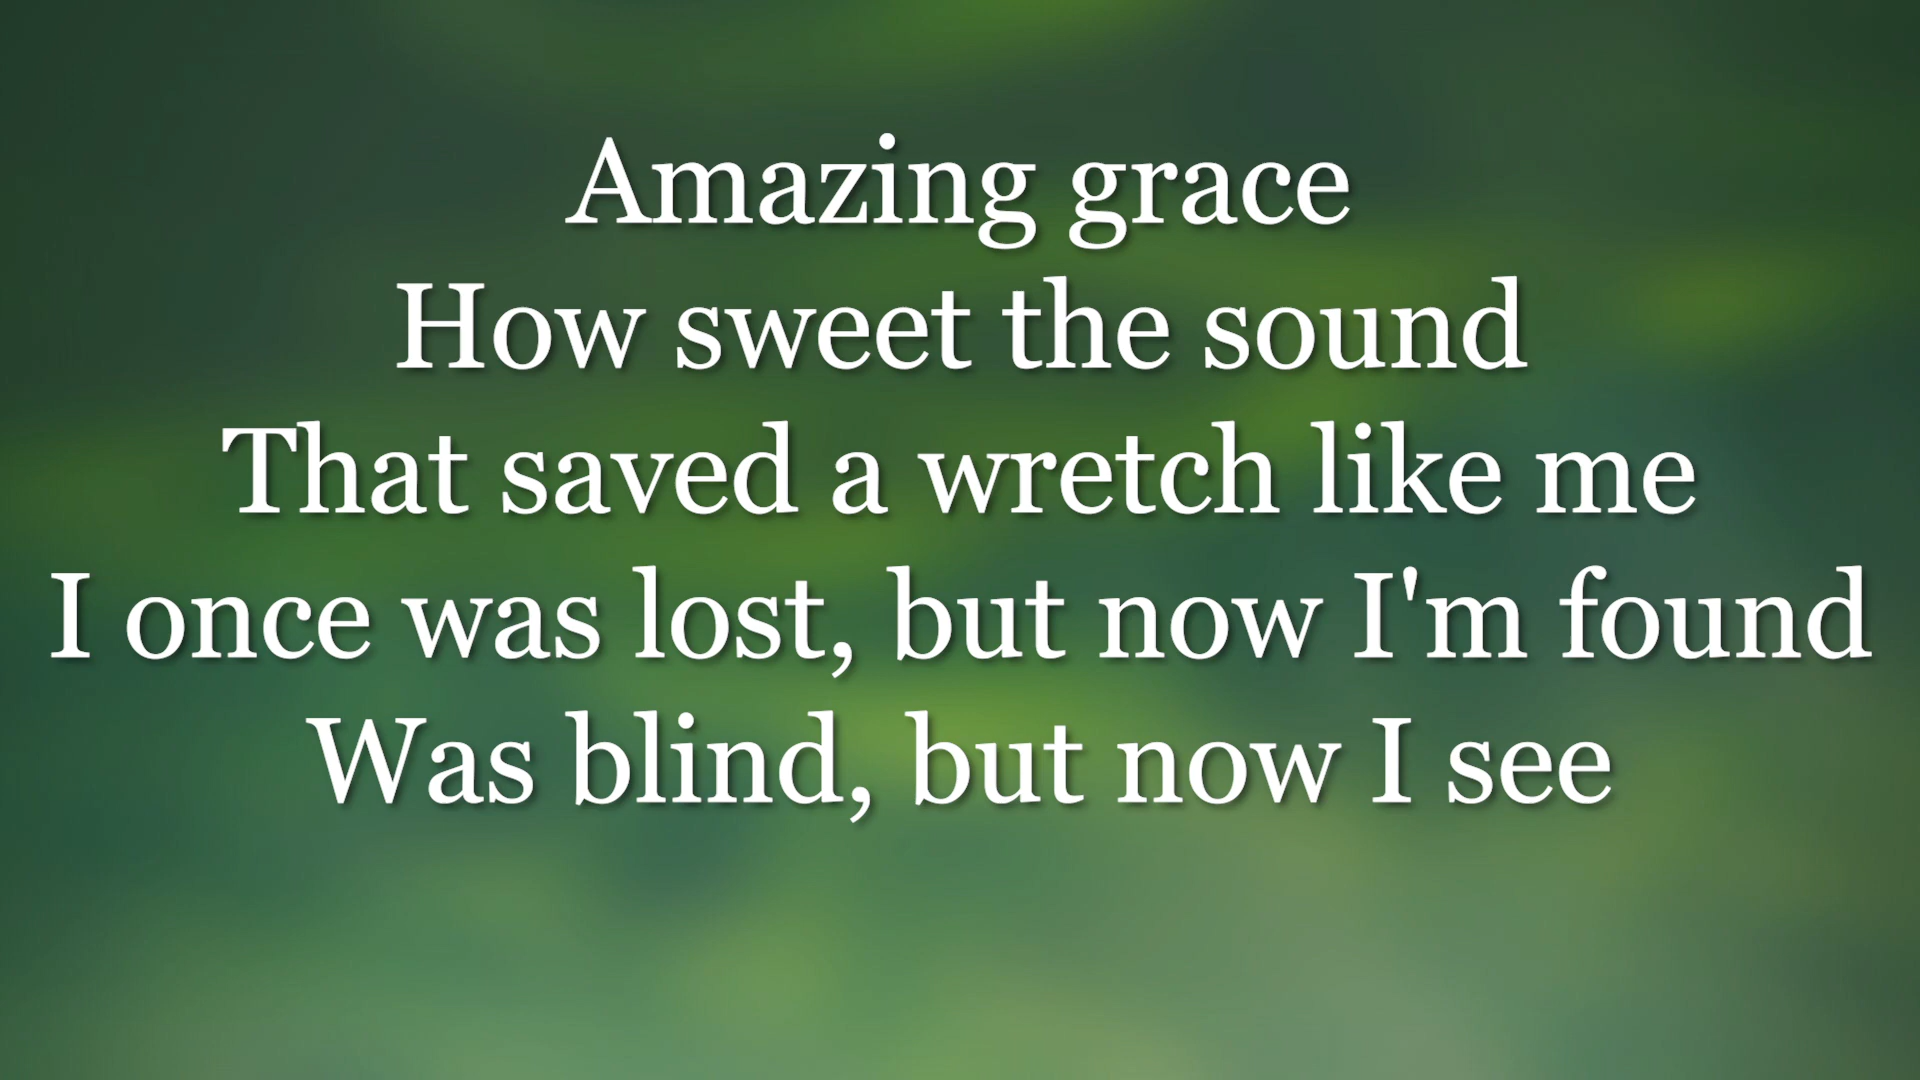 Amazing grace
How sweet the sound
That saved a wretch like me
I once was lost, but now I'm found
Was blind, but now I see